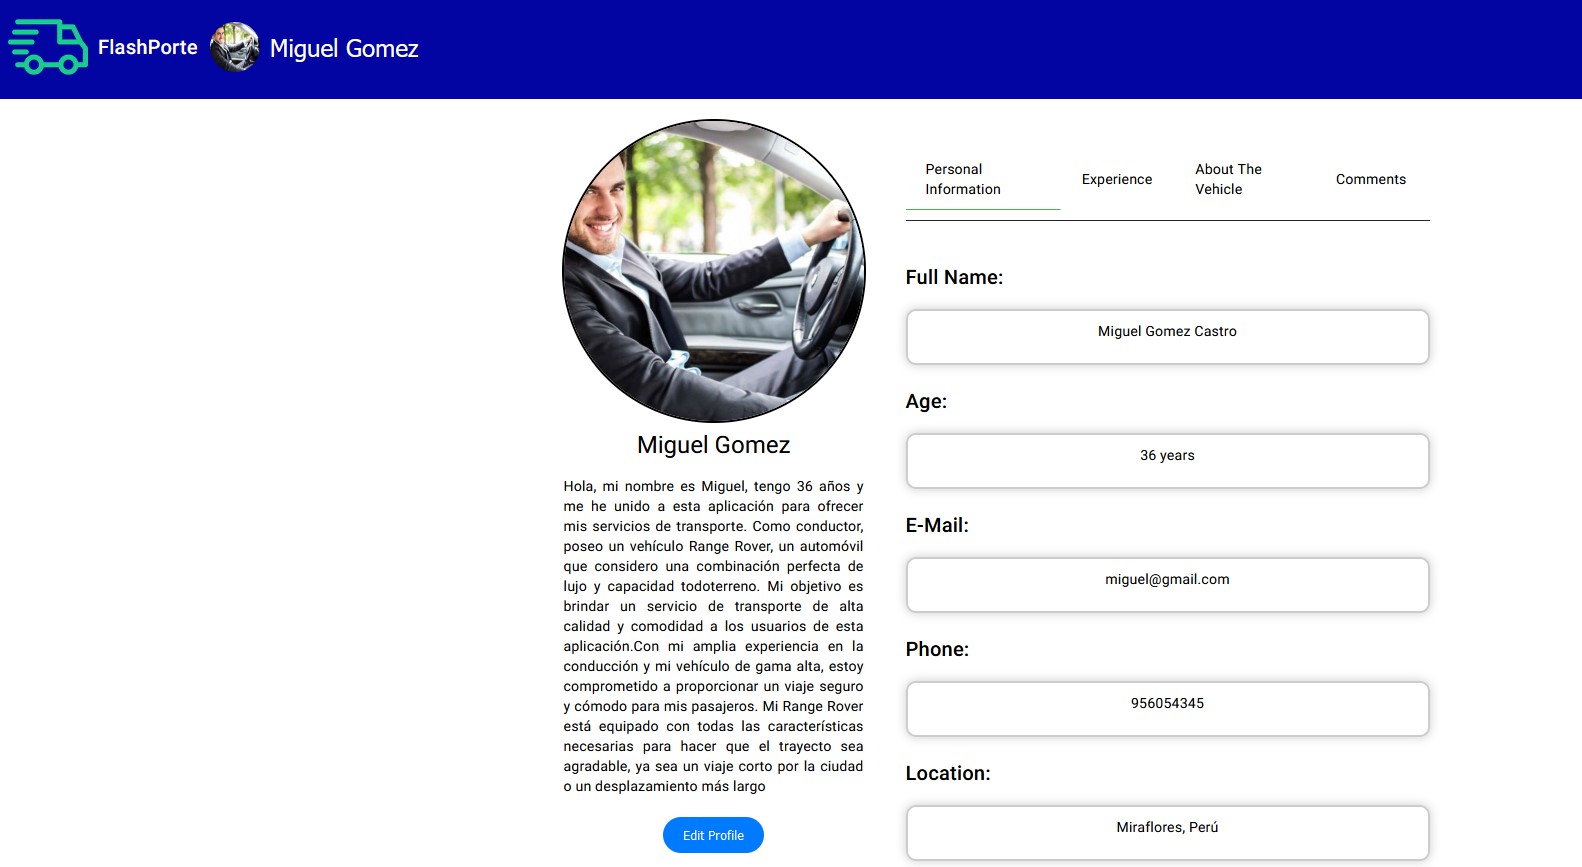 FlashPorte
Miguel Gomez
Miguel Gomez
Hola, mi nombre es Miguel, tengo 36 años y
me he unido a esta aplicación para ofrecer
mis servicios de transporte. Como conductor,
poseo un vehículo Range Rover, un automóvil
que considero una combinación perfecta de
lujo y capacidad todoterreno. Mi objetivo es
brindar un servicio de transporte de alta
calidad y comodidad a los usuarios de esta
aplicación.Con mi amplia experiencia en la
conducción y mi vehículo de gama alta, estoy
comprometido a proporcionar un viaje seguro
y cómodo para mis pasajeros. Mi Range Rover
está equipado con todas las características
necesarias para hacer que el trayecto sea
agradable, ya sea un viaje corto por la ciudad
o un desplazamiento más largo
Edit Profile
Personal
Information
Experience
About The
Vehicle
Comments
Full Name:
Miguel Gomez Castro
Age:
36 years
E-Mail:
miguel@gmail.com
Phone:
956054345
Location:
Miraflores, Perú